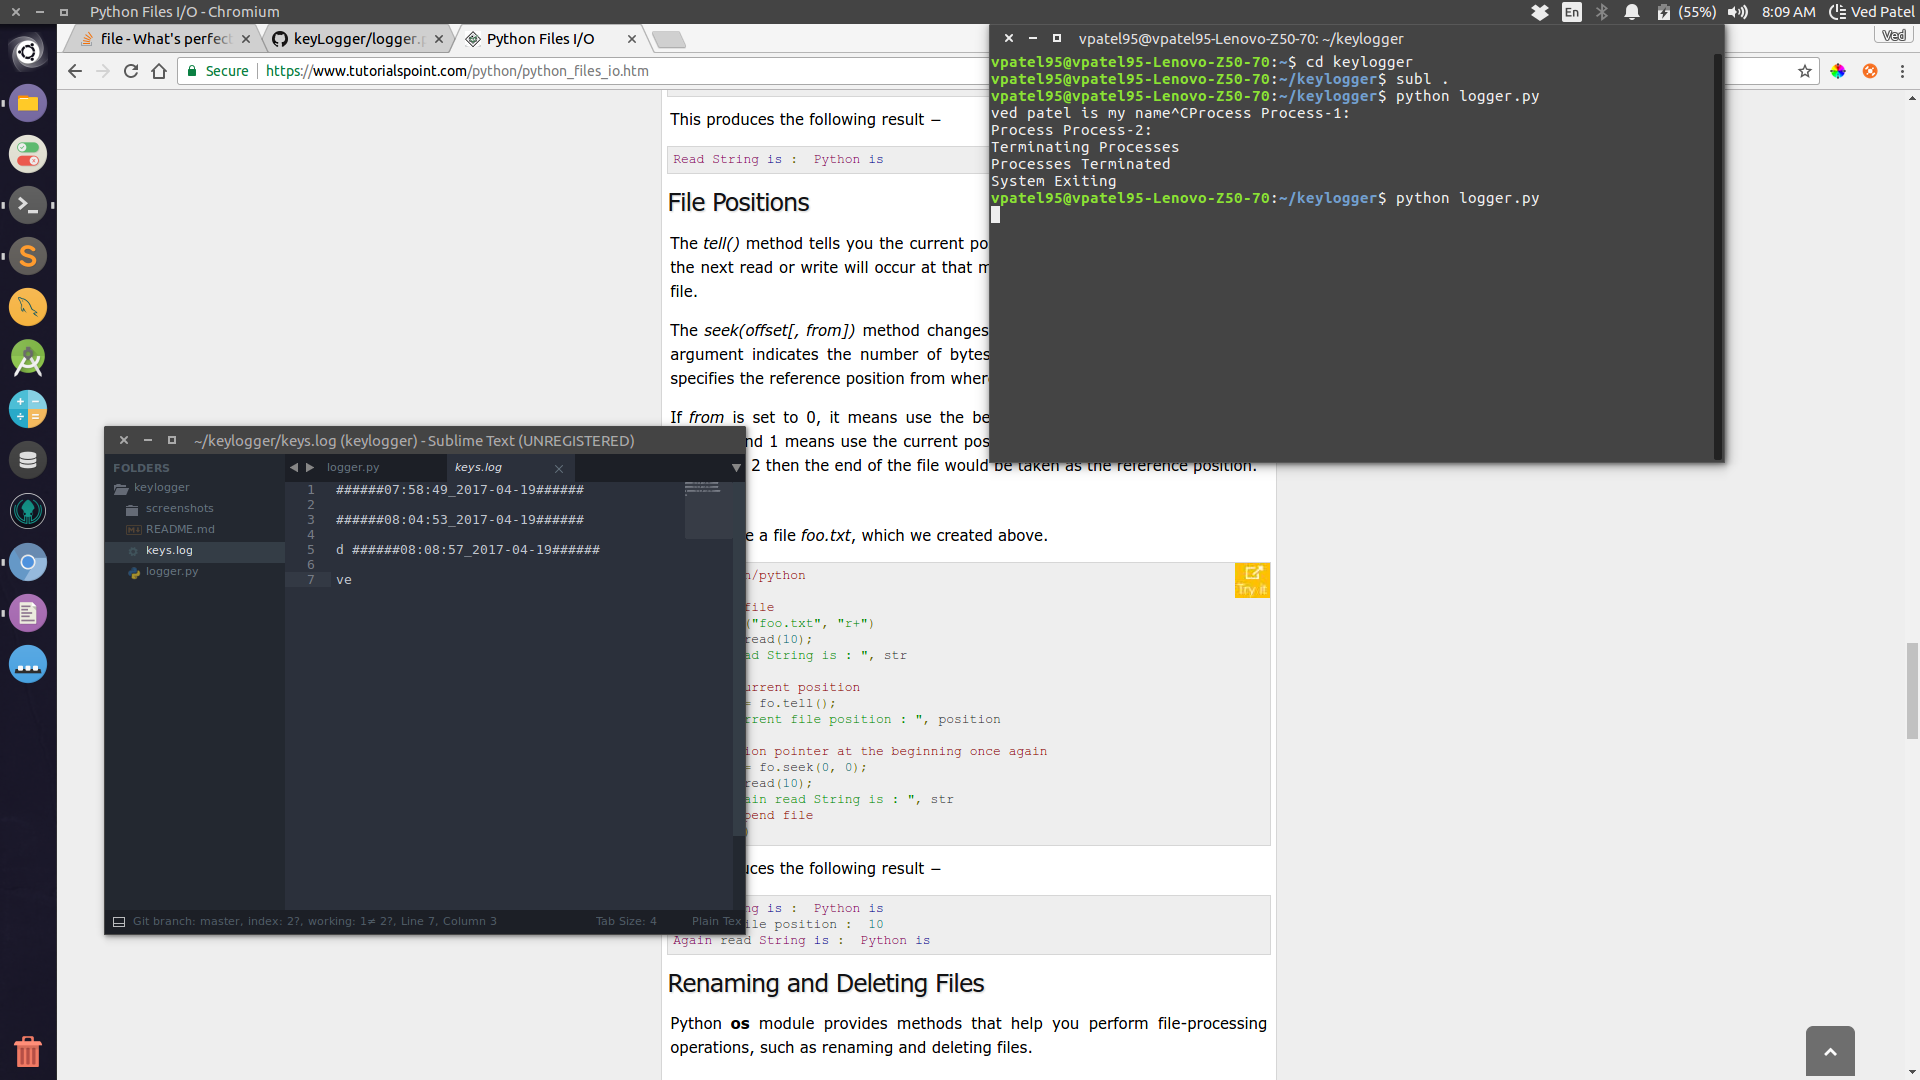 Python Files I/O - Chromium
En
(55%)
8:09 AM
Ved Patel
file - What's perfec
keyLogger/logger.p
Python Files I/O
Ved
Secure
https://www.tutorialspoint.com/python/python_files_io.htm
This produces the following result −
Read String is :  Python is
File Positions
The tell() method tells you the current po
the next read or write will occur at that m
file.
The seek(offset[, from]) method changes
argument indicates the number of bytes
specifies the reference position from wher
If from is set to 0, it means use the be
nd 1 means use the current pos
2 then the end of the file would be taken as the reference position.
e a file foo.txt, which we created above.
n/python
file
("foo.txt", "r+")
read(10);
ad String is : ", str
urrent position
= fo.tell();
rrent file position : ", position
ion pointer at the beginning once again
= fo.seek(0, 0);
read(10);
ain read String is : ", str
pend file
)
Try it
uces the following result −
ng is :  Python is
ile position :  10
Again read String is :  Python is
Renaming and Deleting Files
Python os module provides methods that help you perform file-processing
operations, such as renaming and deleting files.
vpatel95@vpatel95-Lenovo-Z50-70: ~/keylogger
vpatel95@vpatel95-Lenovo-Z50-70:~$ cd keylogger
vpatel95@vpatel95-Lenovo-Z50-70:~/keylogger$ subl .
vpatel95@vpatel95-Lenovo-Z50-70:~/keylogger$ python logger.py
ved patel is my name^CProcess Process-1:
Process Process-2:
Terminating Processes
Processes Terminated
System Exiting
vpatel95@vpatel95-Lenovo-Z50-70:~/keylogger$ python logger.py
~/keylogger/keys.log (keylogger) - Sublime Text (UNREGISTERED)
FOLDERS
keylogger
screenshots
README.md
keys.log
logger.py
logger.py
keys.log
1 ######07:58:49_2017-04-19######
2
3 ######08:04:53_2017-04-19######
4
5 d ######08:08:57_2017-04-19######
6
7 ve
Git branch: master, index: 2?, working: 1≠ 2?, Line 7, Column 3
Tab Size: 4
Plain Tex